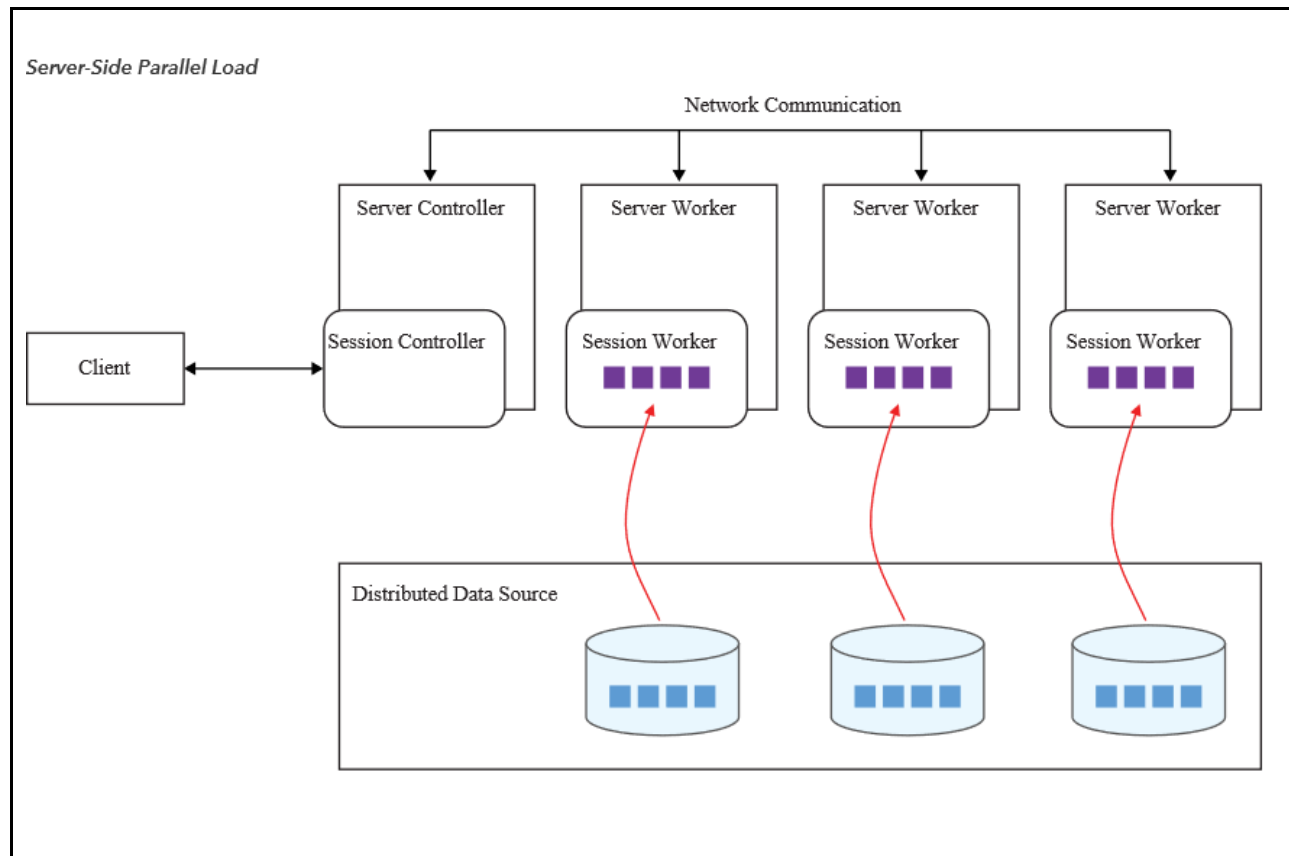 Server-Side Parallel Load
Network Communication
Server Controller
Server Worker
Server Worker
Server Worker
Session Controller
Session Worker
Session Worker
Session Worker
Client
Distributed Data Source